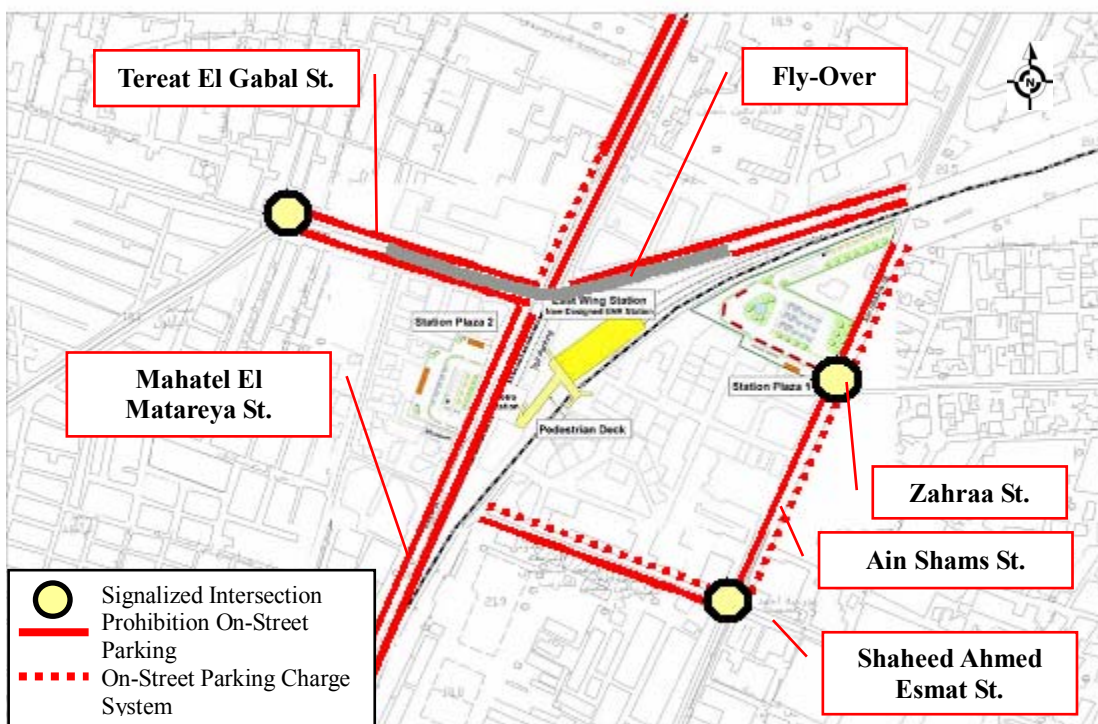 Tereat El Gabal St.
Fly-Over
N
East Wing Station
Station Plaza 2
Mahatel El
Matareya St.
Station Plaza 1
Pedestrian Deck
Zahraa St.
Ain Shams St.
Shaheed Ahmed
Esmat St.
Signalized Intersection
Prohibition On-Street
Parking
On-Street Parking Charge
System